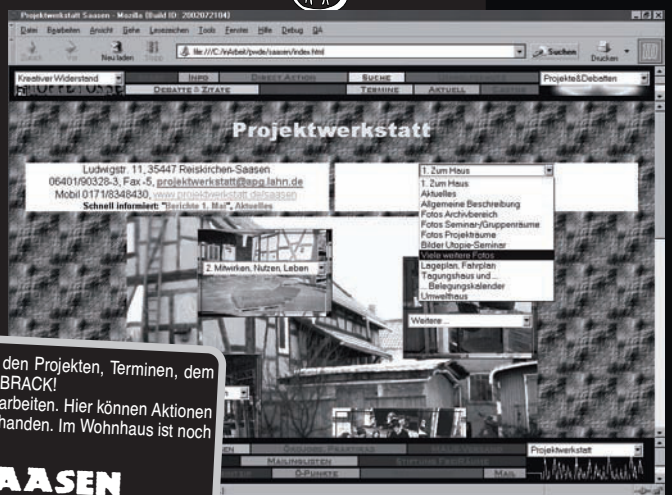 Projektwerkstatt Saasen - Mozilla {Build ID: 2002072104}
Datei Bearbeiten Ansicht Gehe Lesezeichen Tools Fenster Hilfe Debug QA
Zurück Vor Neu laden Stopp file:///C:/nArbeit/pwde/saasen/index.html Suchen Drucken
Kreativer Widerstand INFO DIRECT ACTION SUCHE Projekte&Debatten
DEBATTE & ZITATE TERMINE AKTUELL CASTOR
Projektwerkstatt
Ludwigstr. 11, 35447 Reiskirchen-Saasen
06401/90328-3, Fax -5, projektwerkstatt@apg.lahn.de
Mobil 0171/8348430, www.projektwerkstatt.de/saasen
Schnell informiert: "Berichte 1. Mai", Aktuelles
1. Zum Haus
1. Zum Haus
Aktuelles
Allgemeine Beschreibung
Fotos Archivbereich
Fotos Seminar-/Gruppenräume
Fotos Projekträume
Bilder Utopie-Seminar
Viele weitere Fotos
Lageplan, Fahrplan
Tagungshaus und ...
... Belegungskalender
Umwelthaus
2. Mitwirken, Nutzen, Leben
Weitere ...
den Projekten, Terminen, dem
BRACK!
arbeiten. Hier können Aktionen
handen. Im Wohnhaus ist noch
AASEN
MAILINGLISTEN
Ö-PUNKTE MAIL
Projektwerkstatt